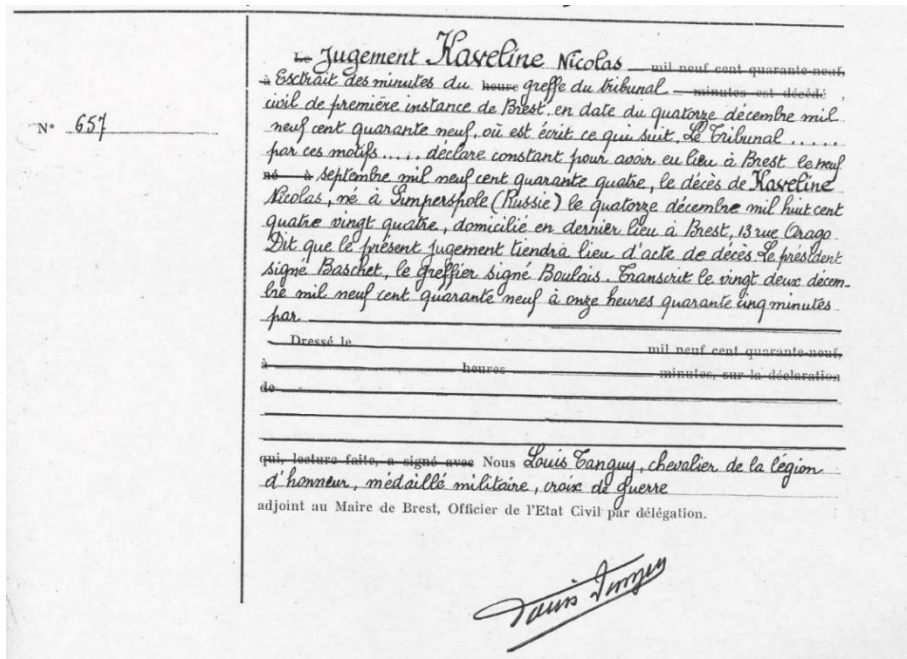 Le Jugement Kaveline Nicolas mil neuf cent quarante-neuf,
à Extrait des minutes du heure greffe du tribunal minutes est décédé
civil de première instance de Brest, en date du quatorze décembre mil
N° 657
neuf cent quarante neuf, où est écrit ce qui suit. Le Tribunal ......
par ces motifs ..... déclare constant pour avoir eu lieu à Brest le neuf
né à septembre mil neuf cent quarante quatre, le décès de Kaveline
Nicolas, né à Simperspole (Russie) le quatorze décembre mil huit cent
quatre vingt quatre, domicilié en dernier lieu à Brest, 13 rue Arago
Dit que le présent jugement tiendra lieu d'acte de décès. Le président
signé Baschet, le greffier signé Boulais. Transcrit le vingt deux décem-
bre mil neuf cent quarante neuf à onze heures quarante cinq minutes
par
Dressé le mil neuf cent quarante-neuf,
à heures minutes, sur la déclaration
de
qui, lecture faite, a signé avec Nous Louis Tanguy, chevalier de la légion
d'honneur, médaillé militaire, croix de guerre
adjoint au Maire de Brest, Officier de l'Etat Civil par délégation.
Louis Tanguy